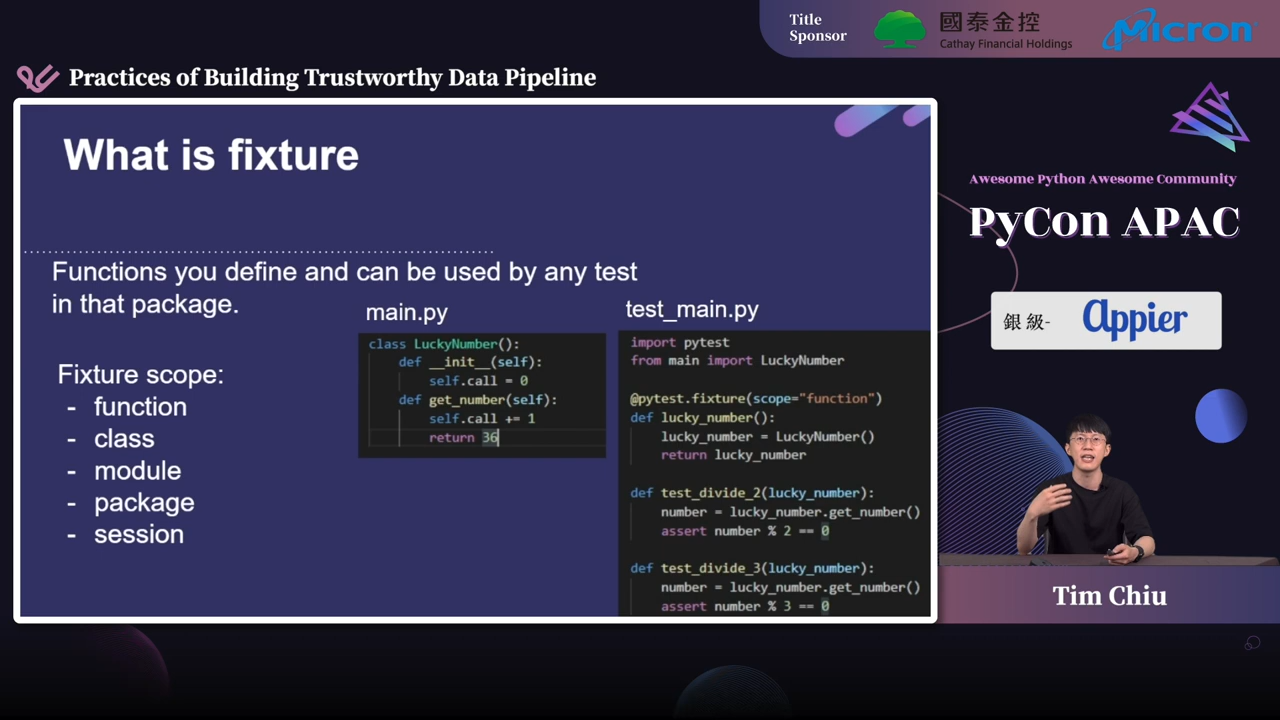 Title
Sponsor
國泰金控
Cathay Financial Holdings
Micron
Practices of Building Trustworthy Data Pipeline
What is fixture
Functions you define and can be used by any test
in that package.
Fixture scope:
- function
- class
- module
- package
- session
main.py
class LuckyNumber():
    def __init__(self):
        self.call = 0
    def get_number(self):
        self.call += 1
        return 36
test_main.py
import pytest
from main import LuckyNumber
@pytest.fixture(scope="function")
def lucky_number():
    lucky_number = LuckyNumber()
    return lucky_number
def test_divide_2(lucky_number):
    number = lucky_number.get_number()
    assert number % 2 == 0
def test_divide_3(lucky_number):
    number = lucky_number.get_number()
    assert number % 3 == 0
Awesome Python Awesome Community
PyCon APAC
銀級- Appier
Tim Chiu